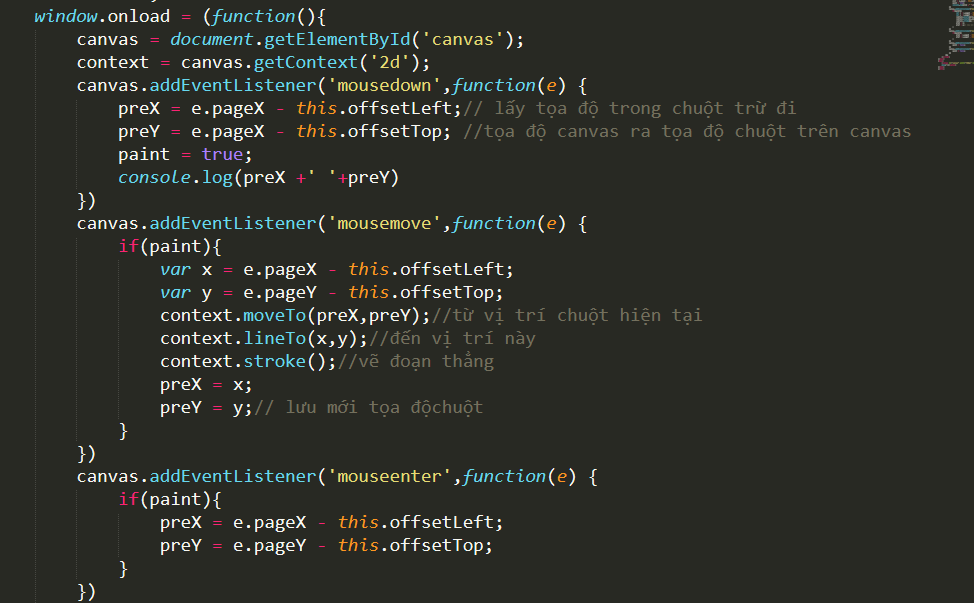 window.onload = (function(){
canvas = document.getElementById('canvas');
context = canvas.getContext('2d');
canvas.addEventListener('mousedown',function(e) {
preX = e.pageX - this.offsetLeft;// lấy tọa độ trong chuột trừ đi
preY = e.pageX - this.offsetTop; //tọa độ canvas ra tọa độ chuột trên canvas
paint = true;
console.log(preX +' '+preY)
})
canvas.addEventListener('mousemove',function(e) {
if(paint){
var x = e.pageX - this.offsetLeft;
var y = e.pageY - this.offsetTop;
context.moveTo(preX,preY);//từ vị trí chuột hiện tại
context.lineTo(x,y);//đến vị trí này
context.stroke();//vẽ đoạn thẳng
preX = x;
preY = y;// lưu mới tọa độchuột
}
})
canvas.addEventListener('mouseenter',function(e) {
if(paint){
preX = e.pageX - this.offsetLeft;
preY = e.pageY - this.offsetTop;
}
})